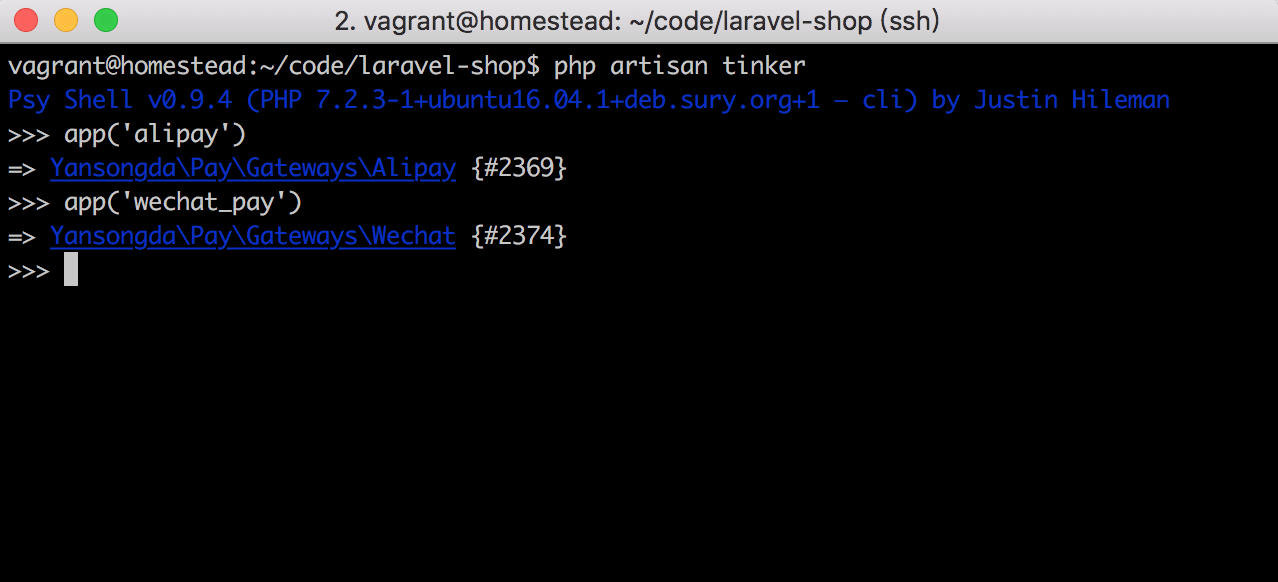 2. vagrant@homestead: ~/code/laravel-shop (ssh)
vagrant@homestead:~/code/laravel-shop$ php artisan tinker
Psy Shell v0.9.4 (PHP 7.2.3-1+ubuntu16.04.1+deb.sury.org+1 — cli) by Justin Hileman
>>> app('alipay')
=> Yansongda\Pay\Gateways\Alipay {#2369}
>>> app('wechat_pay')
=> Yansongda\Pay\Gateways\Wechat {#2374}
>>>